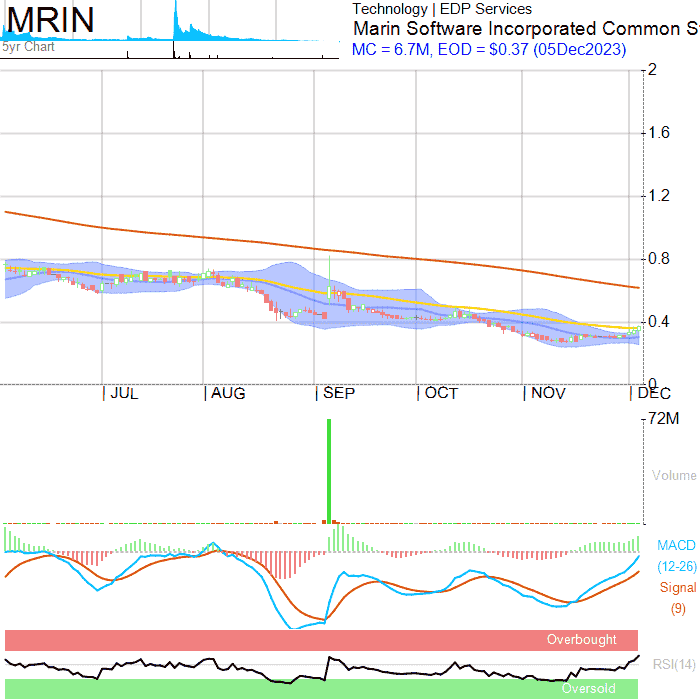 MRIN
5yr Chart
Technology | EDP Services
Marin Software Incorporated Common S
MC = 6.7M, EOD = $0.37 (05Dec2023)
2
1.6
1.2
0.8
0.4
0
JUL AUG SEP OCT NOV DEC
72M
Volume
MACD
(12-26)
Signal
(9)
Overbought
RSI(14)
Oversold